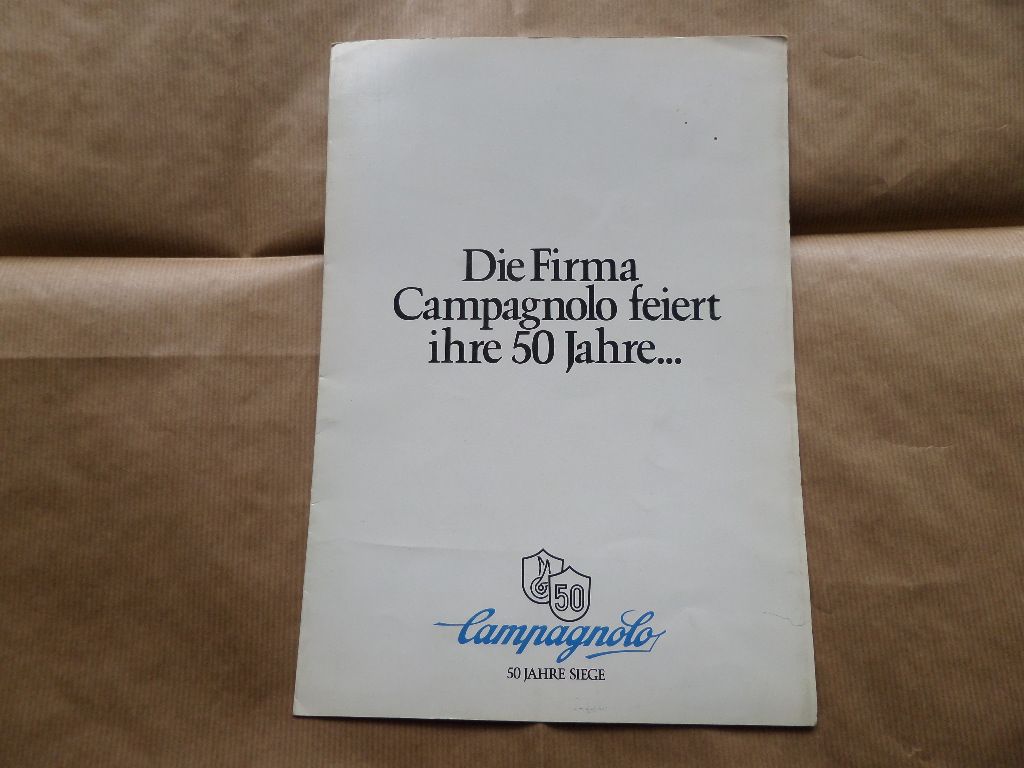 Die Firma
Campagnolo feiert
ihre 50 Jahre...
50
Campagnolo
50 JAHRE SIEGE